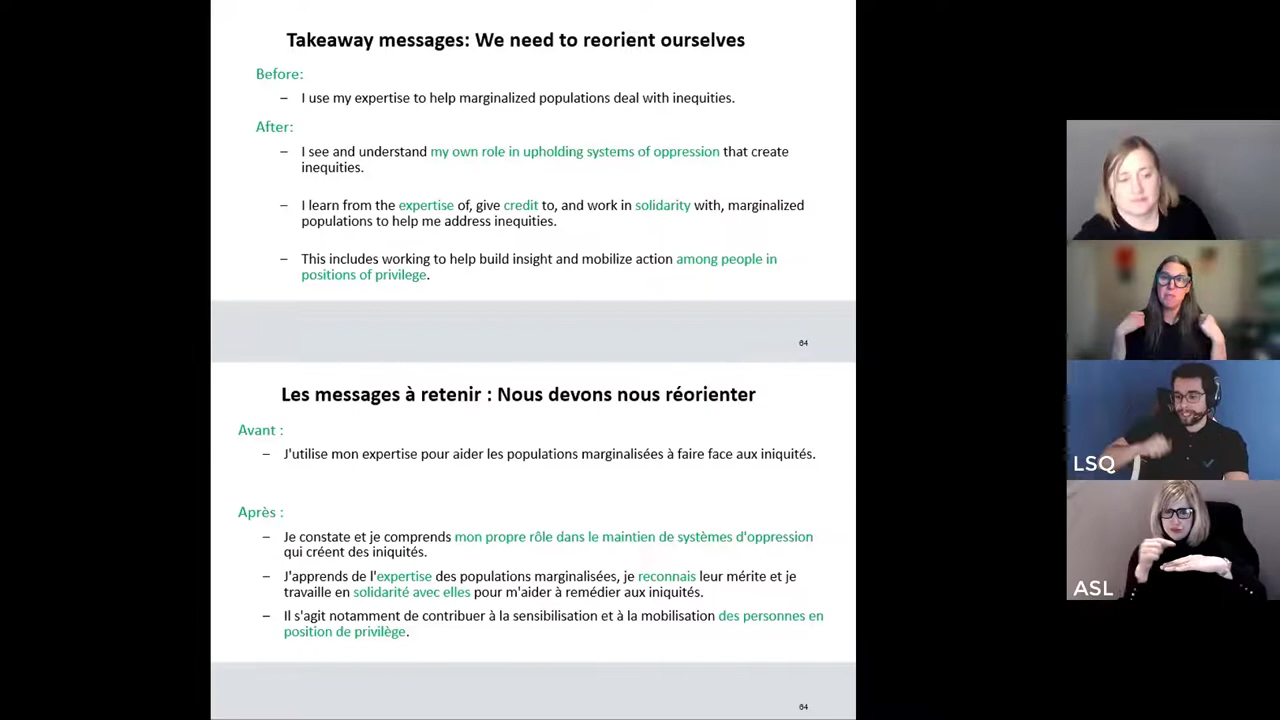 Takeaway messages: We need to reorient ourselves
Before:
– I use my expertise to help marginalized populations deal with inequities.
After:
– I see and understand my own role in upholding systems of oppression that create
inequities.
– I learn from the expertise of, give credit to, and work in solidarity with, marginalized
populations to help me address inequities.
– This includes working to help build insight and mobilize action among people in
positions of privilege.
64
Les messages à retenir : Nous devons nous réorienter
Avant :
– J'utilise mon expertise pour aider les populations marginalisées à faire face aux iniquités.
Après :
– Je constate et je comprends mon propre rôle dans le maintien de systèmes d'oppression
qui créent des iniquités.
– J'apprends de l'expertise des populations marginalisées, je reconnais leur mérite et je
travaille en solidarité avec elles pour m'aider à remédier aux iniquités.
– Il s'agit notamment de contribuer à la sensibilisation et à la mobilisation des personnes en
position de privilège.
64
LSQ
ASL